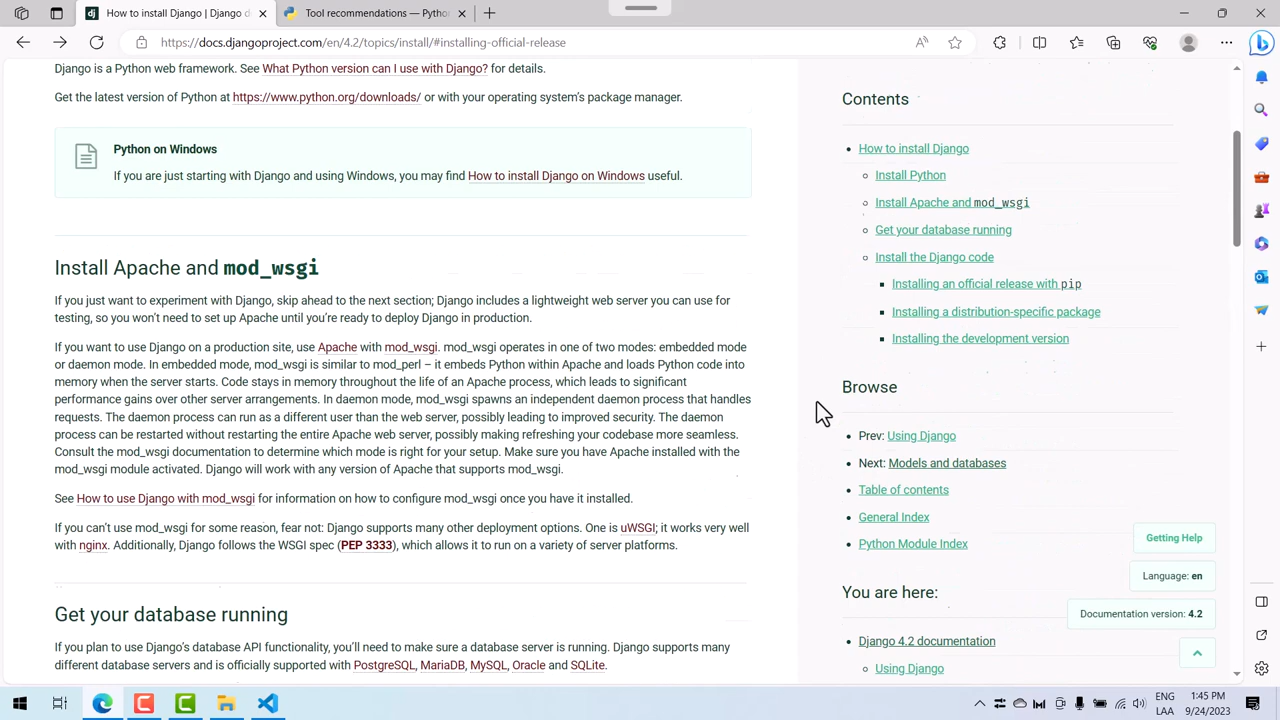 How to install Django | Django d
Tool recommendations — Pytho
https://docs.djangoproject.com/en/4.2/topics/install/#installing-official-release
Django is a Python web framework. See What Python version can I use with Django? for details.
Get the latest version of Python at https://www.python.org/downloads/ or with your operating system's package manager.
Python on Windows
If you are just starting with Django and using Windows, you may find How to install Django on Windows useful.
Install Apache and mod_wsgi
If you just want to experiment with Django, skip ahead to the next section; Django includes a lightweight web server you can use for
testing, so you won't need to set up Apache until you're ready to deploy Django in production.
If you want to use Django on a production site, use Apache with mod_wsgi. mod_wsgi operates in one of two modes: embedded mode
or daemon mode. In embedded mode, mod_wsgi is similar to mod_perl – it embeds Python within Apache and loads Python code into
memory when the server starts. Code stays in memory throughout the life of an Apache process, which leads to significant
performance gains over other server arrangements. In daemon mode, mod_wsgi spawns an independent daemon process that handles
requests. The daemon process can run as a different user than the web server, possibly leading to improved security. The daemon
process can be restarted without restarting the entire Apache web server, possibly making refreshing your codebase more seamless.
Consult the mod_wsgi documentation to determine which mode is right for your setup. Make sure you have Apache installed with the
mod_wsgi module activated. Django will work with any version of Apache that supports mod_wsgi.
See How to use Django with mod_wsgi for information on how to configure mod_wsgi once you have it installed.
If you can't use mod_wsgi for some reason, fear not: Django supports many other deployment options. One is uWSGI; it works very well
with nginx. Additionally, Django follows the WSGI spec (PEP 3333), which allows it to run on a variety of server platforms.
Get your database running
If you plan to use Django's database API functionality, you'll need to make sure a database server is running. Django supports many
different database servers and is officially supported with PostgreSQL, MariaDB, MySQL, Oracle and SQLite.
Contents
How to install Django
Install Python
Install Apache and mod_wsgi
Get your database running
Install the Django code
Installing an official release with pip
Installing a distribution-specific package
Installing the development version
Browse
Prev: Using Django
Next: Models and databases
Table of contents
General Index
Python Module Index
Getting Help
Language: en
You are here:
Documentation version: 4.2
Django 4.2 documentation
Using Django
ENG
LAA
1:45 PM
9/24/2023